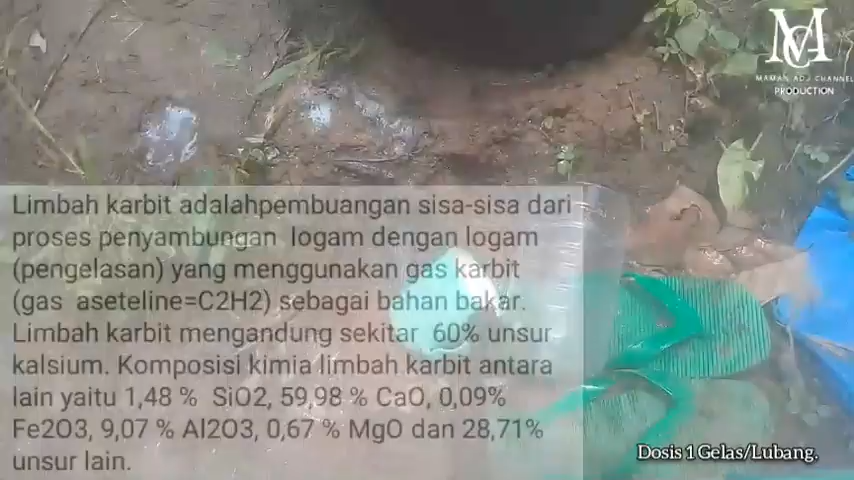 MC
MAMAN ADJ CHANNEL
PRODUCTION
Limbah karbit adalahpembuangan sisa-sisa dari
proses penyambungan logam dengan logam
(pengelasan) yang menggunakan gas karbit
(gas aseteline=C2H2) sebagai bahan bakar.
Limbah karbit mengandung sekitar 60% unsur
kalsium. Komposisi kimia limbah karbit antara
lain yaitu 1,48 % SiO2, 59,98 % CaO, 0,09%
Fe2O3, 9,07 % Al2O3, 0,67 % MgO dan 28,71%
unsur lain.
Dosis 1 Gelas/Lubang.